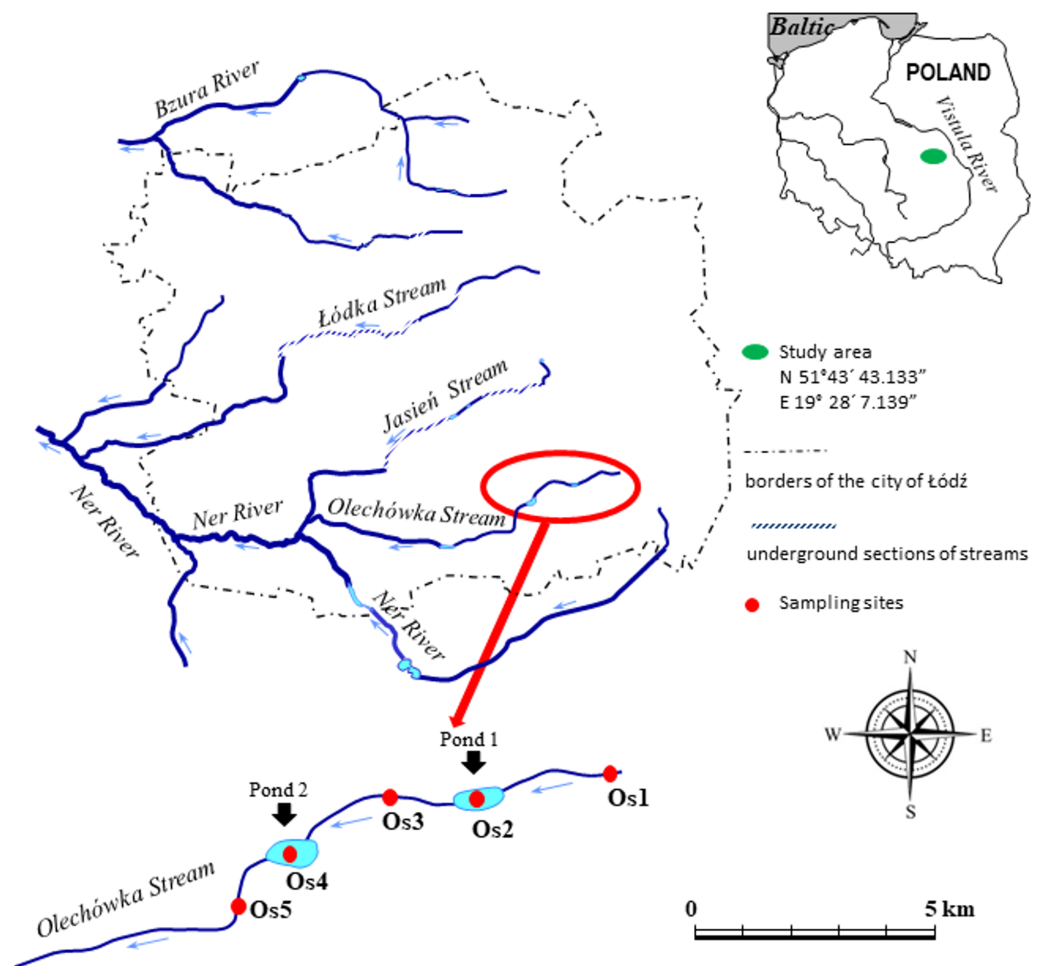 Baltic
POLAND
Vistula River
Bzura River
Łódka Stream
Jasień Stream
Study area
N 51°43´ 43.133”
E 19° 28´ 7.139”
borders of the city of Łódź
underground sections of streams
Sampling sites
Ner River
Ner River
Olechówka Stream
Ner River
N
W
E
S
Pond 1
Pond 2
Os1
Os2
Os3
Os4
Os5
Olechówka Stream
0
5 km